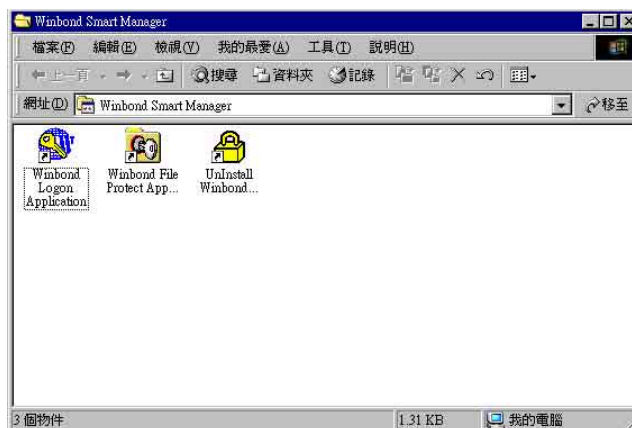 Winbond Smart Manager
檔案(F) 編輯(E) 檢視(V) 我的最愛(A) 工具(T) 說明(H)
上一頁 搜尋 資料夾 記錄
網址(D) Winbond Smart Manager 移至
Winbond Logon Application
Winbond File Protect App...
UnInstall Winbond...
3 個物件 1.31 KB 我的電腦